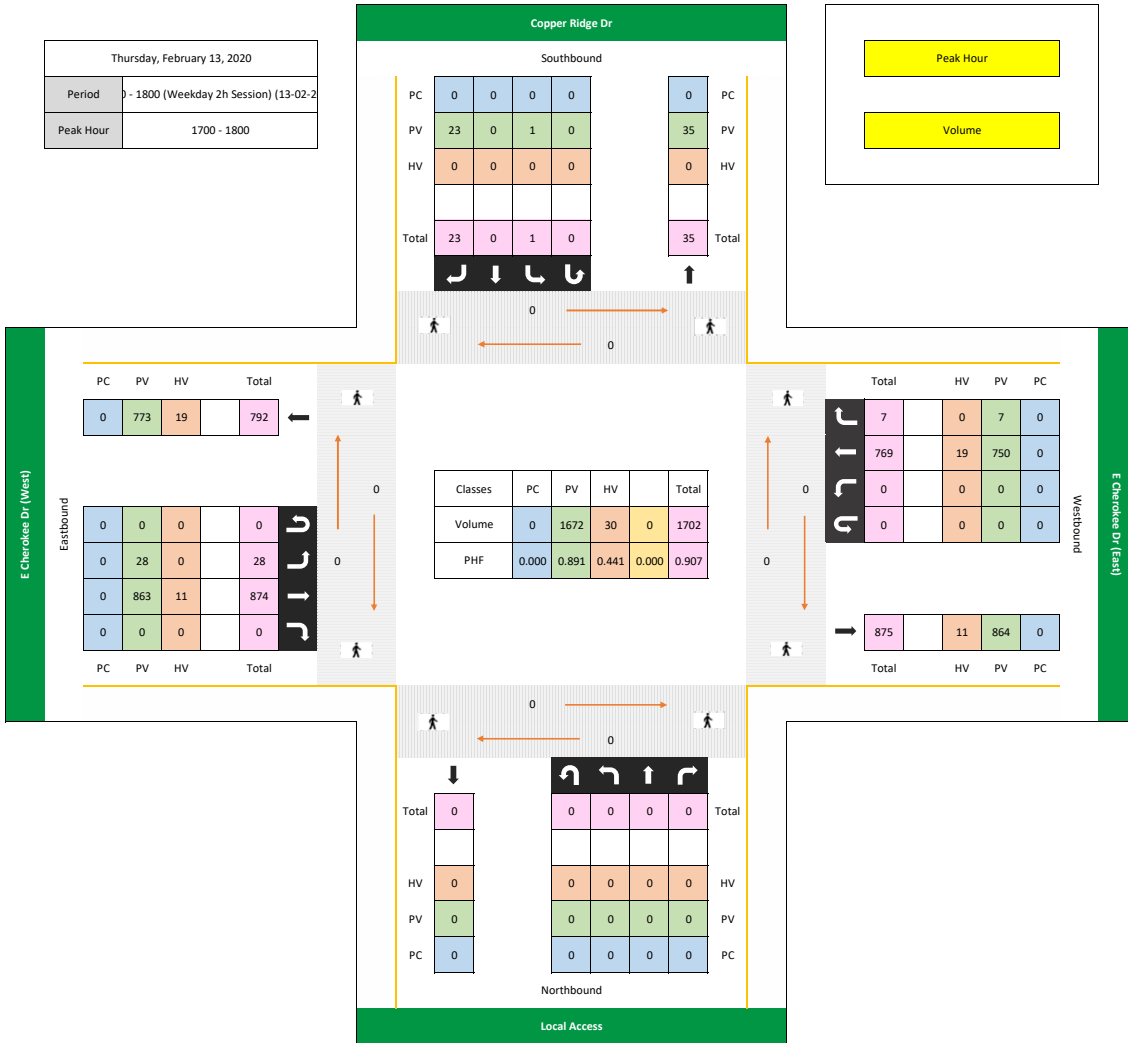 Copper Ridge Dr
Thursday, February 13, 2020
Period 0 - 1800 (Weekday 2h Session) (13-02-2
Peak Hour 1700 - 1800
Peak Hour
Volume
Southbound
PC 0 0 0 0 0 PC
PV 23 0 1 0 35 PV
HV 0 0 0 0 0 HV
Total 23 0 1 0 35 Total
0
0
E Cherokee Dr (West)
Eastbound
PC PV HV Total
0 773 19 792
0 0 0 0
0 28 0 28
0 863 11 874
0 0 0 0
PC PV HV Total
0
0
Classes PC PV HV Total
Volume 0 1672 30 0 1702
PHF 0.000 0.891 0.441 0.000 0.907
0
0
Total HV PV PC
7 0 7 0
769 19 750 0
0 0 0 0
0 0 0 0
875 11 864 0
Total HV PV PC
Westbound
E Cherokee Dr (East)
0
0
Total 0 0 0 0 0 Total
HV 0 0 0 0 0 HV
PV 0 0 0 0 0 PV
PC 0 0 0 0 0 PC
Northbound
Local Access